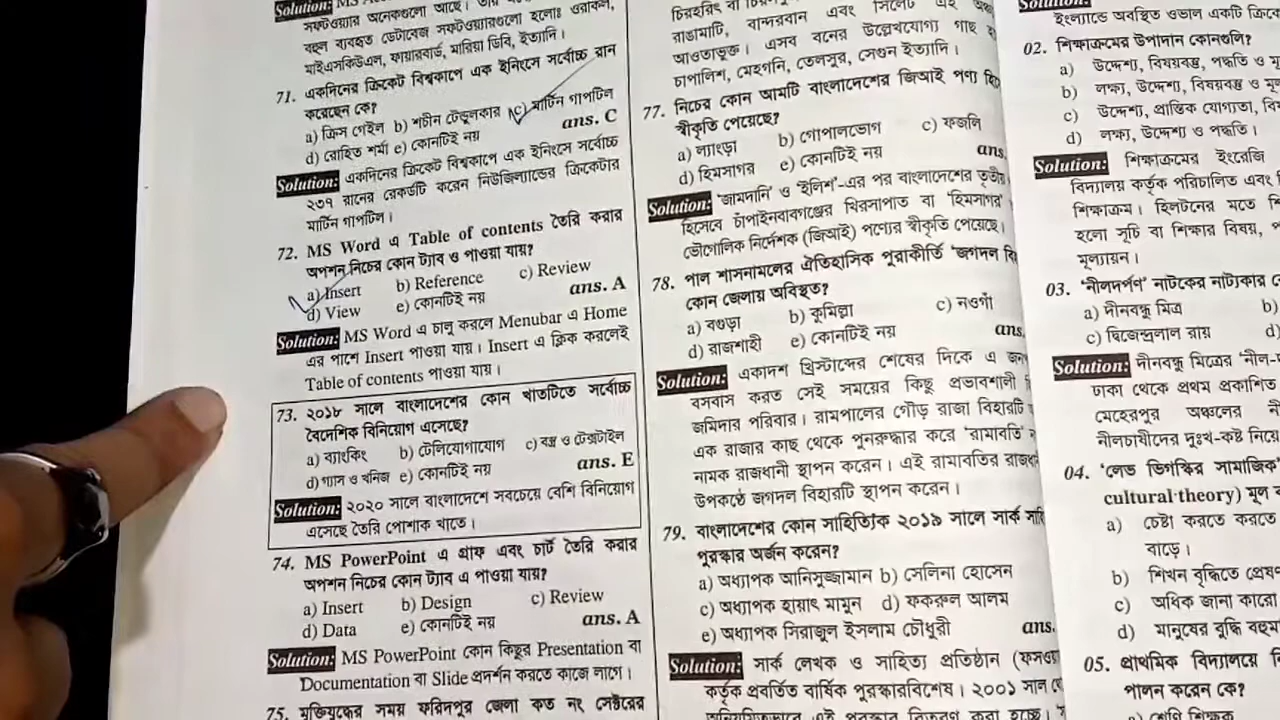 সফটওয়্যার অনেকগুলো আছে।
বহুল ব্যবহৃত ডেটাবেজ সফটওয়্যারগুলো হলোঃ ওরাকল,
মাইএসকিউএল, ফায়ারবার্ড, মারিয়া ডিবি, ইত্যাদি।
71. একদিনের ক্রিকেট বিশ্বকাপে এক ইনিংসে সর্বোচ্চ রান
করেছেন কে?
a) ক্রিস গেইল b) শচীন টেন্ডুলকার c) মার্টিন গাপটিল
d) রোহিত শর্মা e) কোনটিই নয় ans. C
Solution: একদিনের ক্রিকেট বিশ্বকাপে এক ইনিংসে সর্বোচ্চ
২৩৭ রানের রেকর্ডটি করেন নিউজিল্যান্ডের ক্রিকেটার
মার্টিন গাপটিল।
72. MS Word এ Table of contents তৈরি করার
অপশন নিচের কোন ট্যাব ও পাওয়া যায়?
a) Insert b) Reference c) Review
d) View e) কোনটিই নয় ans. A
Solution: MS Word এ চালু করলে Menubar এ Home
এর পাশে Insert পাওয়া যায়। Insert এ ক্লিক করলেই
Table of contents পাওয়া যায়।
73. ২০১৮ সালে বাংলাদেশের কোন খাতটিতে সর্বোচ্চ
বৈদেশিক বিনিয়োগ এসেছে?
a) ব্যাংকিং b) টেলিযোগাযোগ c) বস্ত্র ও টেক্সটাইল
d) গ্যাস ও খনিজ e) কোনটিই নয় ans. E
Solution: ২০২০ সালে বাংলাদেশে সবচেয়ে বেশি বিনিয়োগ
এসেছে তৈরি পোশাক খাতে।
74. MS PowerPoint এ গ্রাফ এবং চার্ট তৈরি করার
অপশন নিচের কোন ট্যাব এ পাওয়া যায়?
a) Insert b) Design c) Review
d) Data e) কোনটিই নয় ans. A
Solution: MS PowerPoint কোন কিছুর Presentation বা
Documentation বা Slide প্রদর্শন করতে কাজে লাগে।
75. মুক্তিযুদ্ধের সময় ফরিদপুর জেলা কত নং সেক্টরের
রাঙামাটি, বান্দরবান এবং সিলেট এই
আওতাভুক্ত। এসব বনের উল্লেখযোগ্য গাছ
চাপালিশ, মেহগনি, তেলসুর, সেগুন ইত্যাদি।
77. নিচের কোন আমটি বাংলাদেশের জিআই পণ্য
স্বীকৃতি পেয়েছে?
a) ল্যাংড়া b) গোপালভোগ c) ফজলি
d) হিমসাগর e) কোনটিই নয় ans.
Solution: 'জামদানি' ও 'ইলিশ'-এর পর বাংলাদেশের তৃতীয়
হিসেবে চাঁপাইনবাবগঞ্জের খিরসাপাত বা 'হিমসাগর'
ভৌগোলিক নির্দেশক (জিআই) পণ্যের স্বীকৃতি পেয়েছে।
78. পাল শাসনামলের ঐতিহাসিক পুরাকীর্তি 'জগদল
কোন জেলায় অবিস্থত?
a) বগুড়া b) কুমিল্লা c) নওগাঁ
d) রাজশাহী e) কোনটিই নয় ans.
Solution: একাদশ খ্রিস্টাব্দের শেষের দিকে এ
বসবাস করত সেই সময়ের কিছু প্রভাবশালী
জমিদার পরিবার। রামপালের গৌড় রাজা বিহারটি
এক রাজার কাছ থেকে পুনরুদ্ধার করে 'রামাবতি'
নামক রাজধানী স্থাপন করেন। এই রামাবতির
উপকণ্ঠে জগদল বিহারটি স্থাপন করেন।
79. বাংলাদেশের কোন সাহিত্যিক ২০১৯ সালে সার্ক
পুরস্কার অর্জন করেন?
a) অধ্যাপক আনিসুজ্জামান b) সেলিনা হোসেন
c) অধ্যাপক হায়াৎ মামুন d) ফকরুল আলম
e) অধ্যাপক সিরাজুল ইসলাম চৌধুরী ans.
Solution: সার্ক লেখক ও সাহিত্য প্রতিষ্ঠান
কর্তৃক প্রবর্তিত বার্ষিক পুরস্কারবিশেষ। ২০০১ সাল
Solution:
ইংল্যান্ডে অবস্থিত ওভাল একটি
02. শিক্ষাক্রমের উপাদান কোনগুলি?
a) উদ্দেশ্য, বিষয়বস্তু, পদ্ধতি ও
b) লক্ষ্য, উদ্দেশ্য, বিষয়বস্তু ও
c) উদ্দেশ্য, প্রান্তিক যোগ্যতা,
d) লক্ষ্য, উদ্দেশ্য ও পদ্ধতি।
Solution: শিক্ষাক্রমের ইংরেজি
বিদ্যালয় কর্তৃক পরিচালিত এবং
শিক্ষাক্রম। হিলটনের মতে
হলো সূচি বা শিক্ষার বিষয়,
মূল্যায়ন।
03. 'নীলদর্পণ' নাটকের নাট্যকার
a) দীনবন্ধু মিত্র b)
c) দ্বিজেন্দ্রলাল রায় d)
Solution: দীনবন্ধু মিত্রের
ঢাকা থেকে প্রথম প্রকাশিত
মেহেরপুর অঞ্চলের
নীলচাষীদের দুঃখ-কষ্ট নিয়ে
04. 'লেভ ভিগস্কির সামাজিক
cultural theory) মূল
a) চেষ্টা করতে করতে
বাড়ে।
b) শিখন বৃদ্ধিতে
c) অধিক জানা কারো
d) মানুষের বুদ্ধি
05. প্রাথমিক বিদ্যালয়ে
পালন করেন কে?